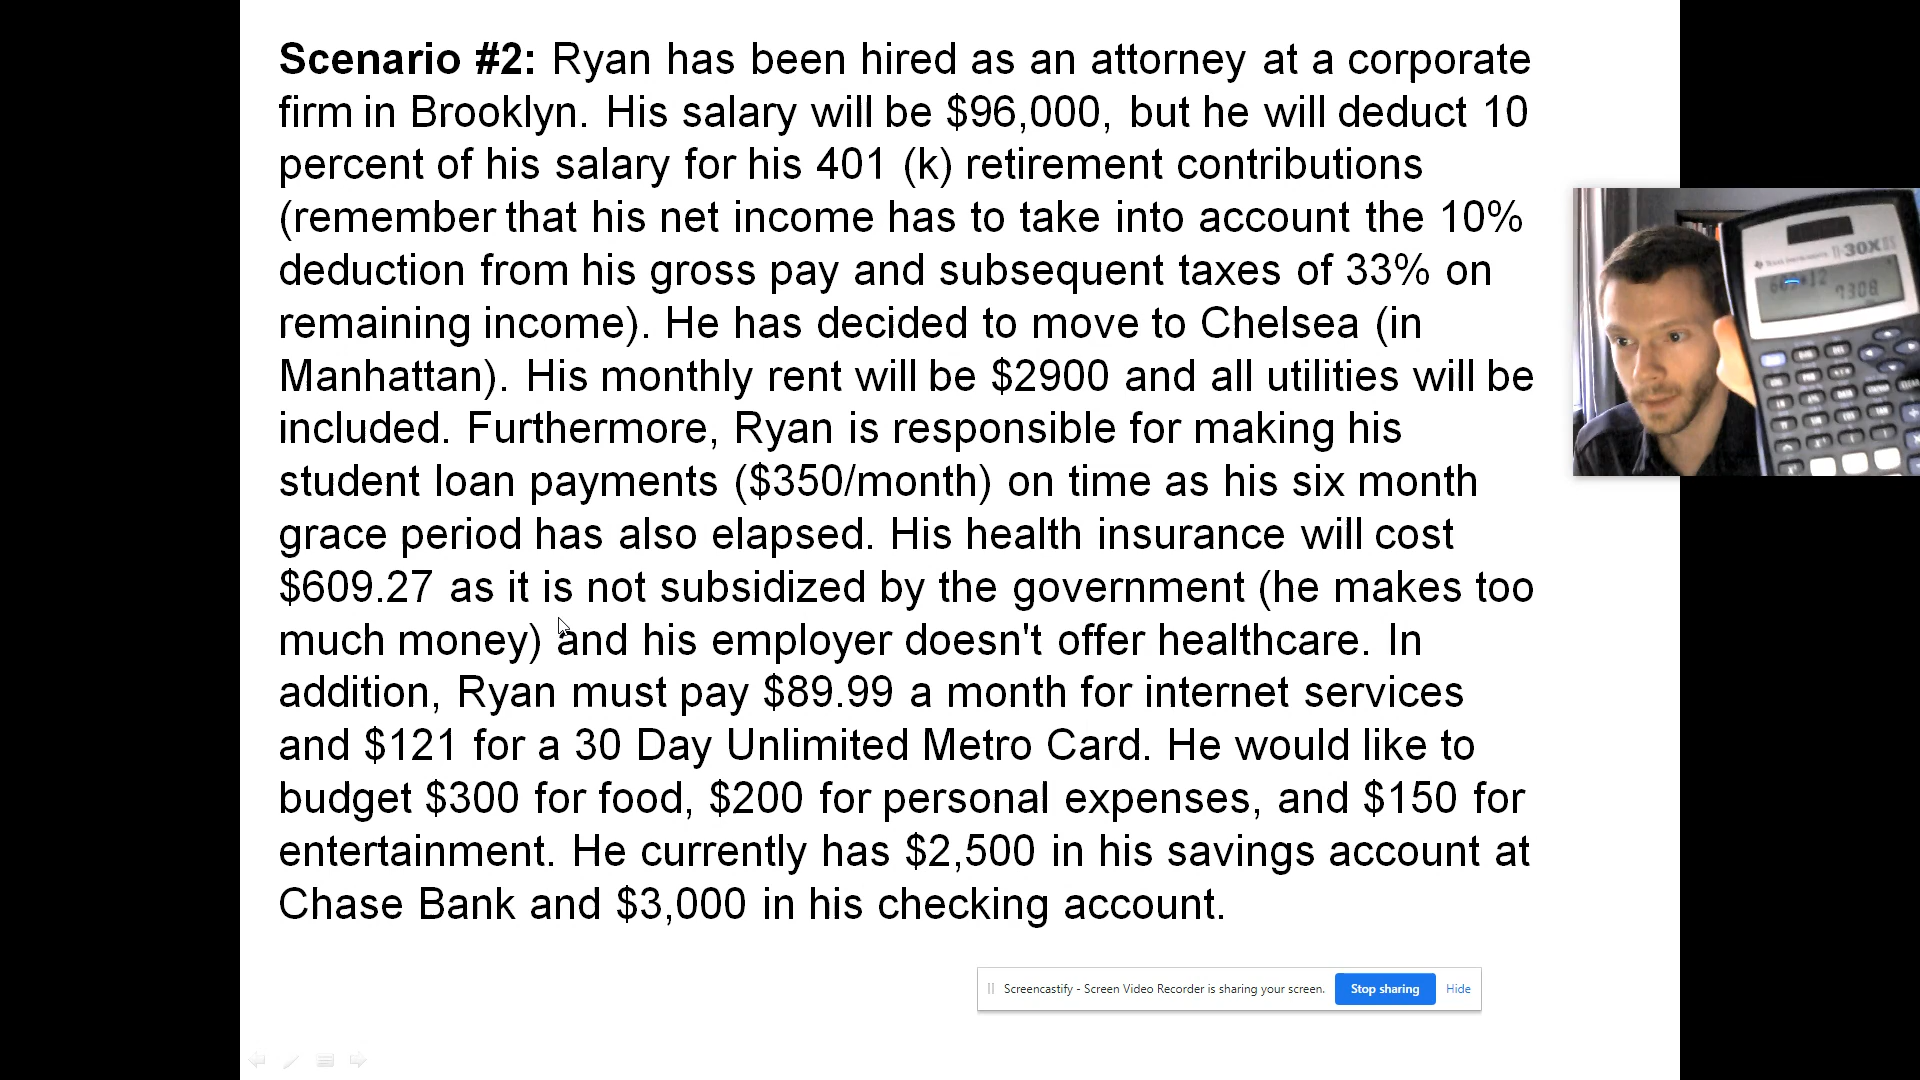 Scenario #2: Ryan has been hired as an attorney at a corporate
firm in Brooklyn. His salary will be $96,000, but he will deduct 10
percent of his salary for his 401 (k) retirement contributions
(remember that his net income has to take into account the 10%
deduction from his gross pay and subsequent taxes of 33% on
remaining income). He has decided to move to Chelsea (in
Manhattan). His monthly rent will be $2900 and all utilities will be
included. Furthermore, Ryan is responsible for making his
student loan payments ($350/month) on time as his six month
grace period has also elapsed. His health insurance will cost
$609.27 as it is not subsidized by the government (he makes too
much money) and his employer doesn't offer healthcare. In
addition, Ryan must pay $89.99 a month for internet services
and $121 for a 30 Day Unlimited Metro Card. He would like to
budget $300 for food, $200 for personal expenses, and $150 for
entertainment. He currently has $2,500 in his savings account at
Chase Bank and $3,000 in his checking account.
Texas Instruments TI-30X IIS
7308
Screencastify - Screen Video Recorder is sharing your screen.
Stop sharing
Hide